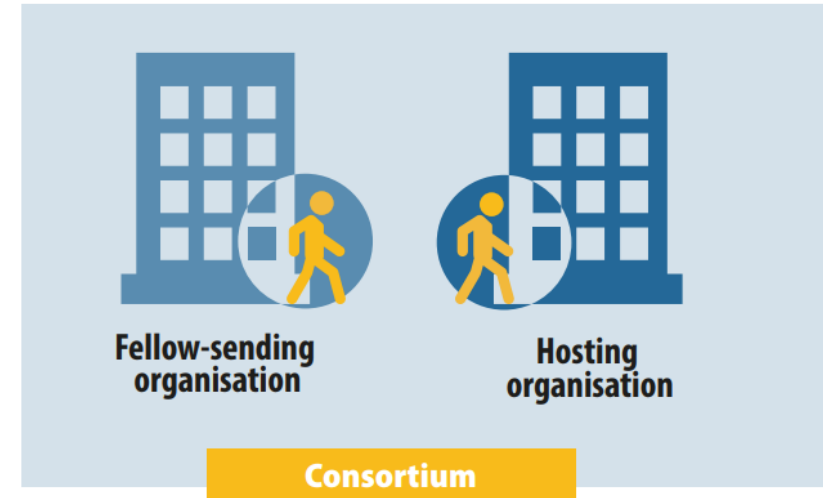 Fellow-sending
organisation
Hosting
organisation
Consortium